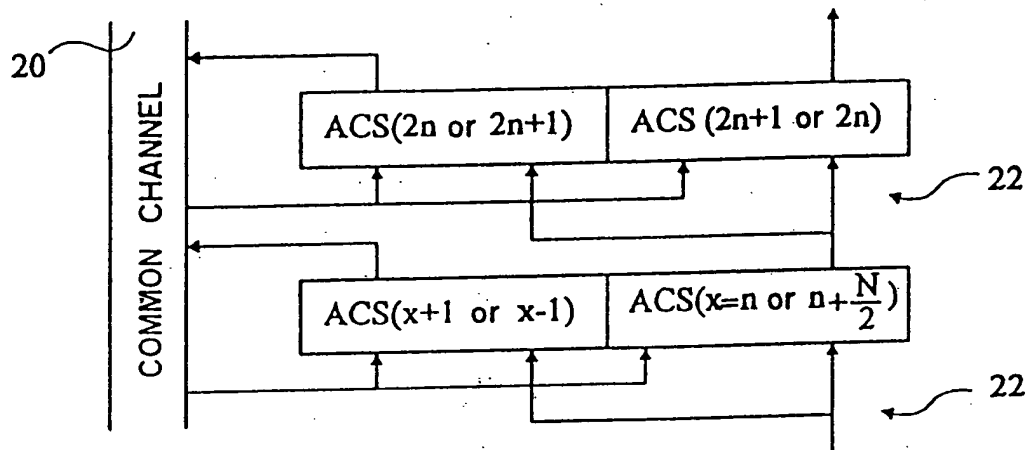 20
COMMON CHANNEL
ACS(2n or 2n+1)
ACS (2n+1 or 2n)
22
ACS(x+1 or x-1)
ACS(x=n or n+N/2)
22